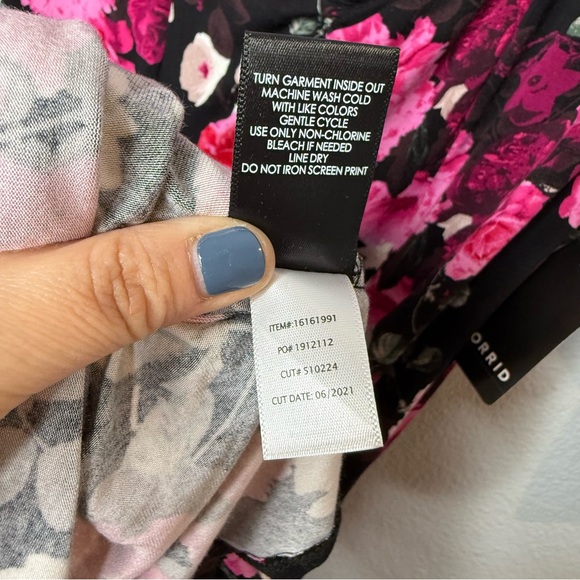 TURN GARMENT INSIDE OUT
MACHINE WASH COLD
WITH LIKE COLORS
GENTLE CYCLE
USE ONLY NON-CHLORINE
BLEACH IF NEEDED
LINE DRY
DO NOT IRON SCREEN PRINT
ITEM#:16161991
PO# 1912112
CUT# 510224
CUT DATE: 06/2021
ORRID